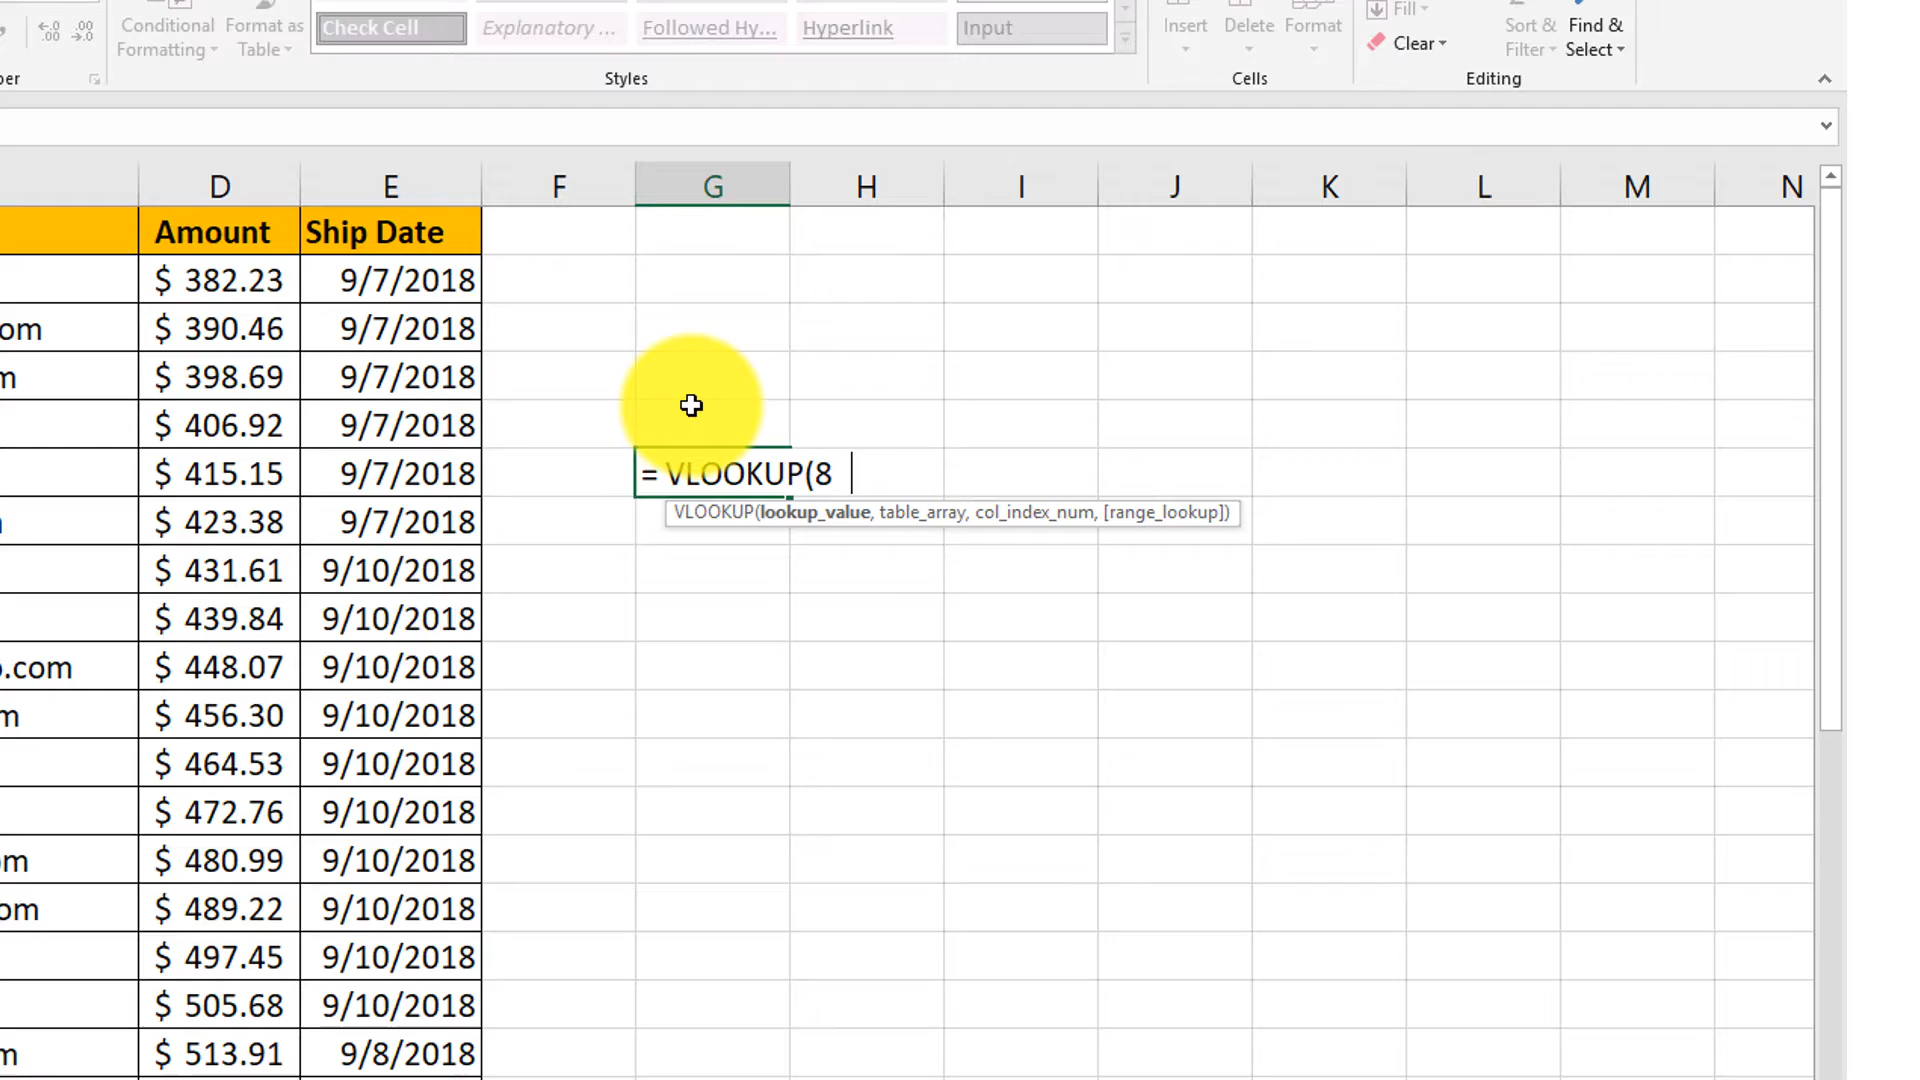 Conditional Format as Check Cell Explanatory ... Followed Hy... Hyperlink Input Insert Delete Format Fill Sort & Find &
Formatting Table Clear Filter Select
Styles Cells Editing
D E F G H I J K L M N
Amount Ship Date
$ 382.23 9/7/2018
om $ 390.46 9/7/2018
$ 398.69 9/7/2018
$ 406.92 9/7/2018
$ 415.15 9/7/2018 = VLOOKUP(8
$ 423.38 9/7/2018 VLOOKUP(lookup_value, table_array, col_index_num, [range_lookup])
$ 431.61 9/10/2018
$ 439.84 9/10/2018
.com $ 448.07 9/10/2018
m $ 456.30 9/10/2018
$ 464.53 9/10/2018
$ 472.76 9/10/2018
om $ 480.99 9/10/2018
om $ 489.22 9/10/2018
$ 497.45 9/10/2018
$ 505.68 9/10/2018
$ 513.91 9/8/2018